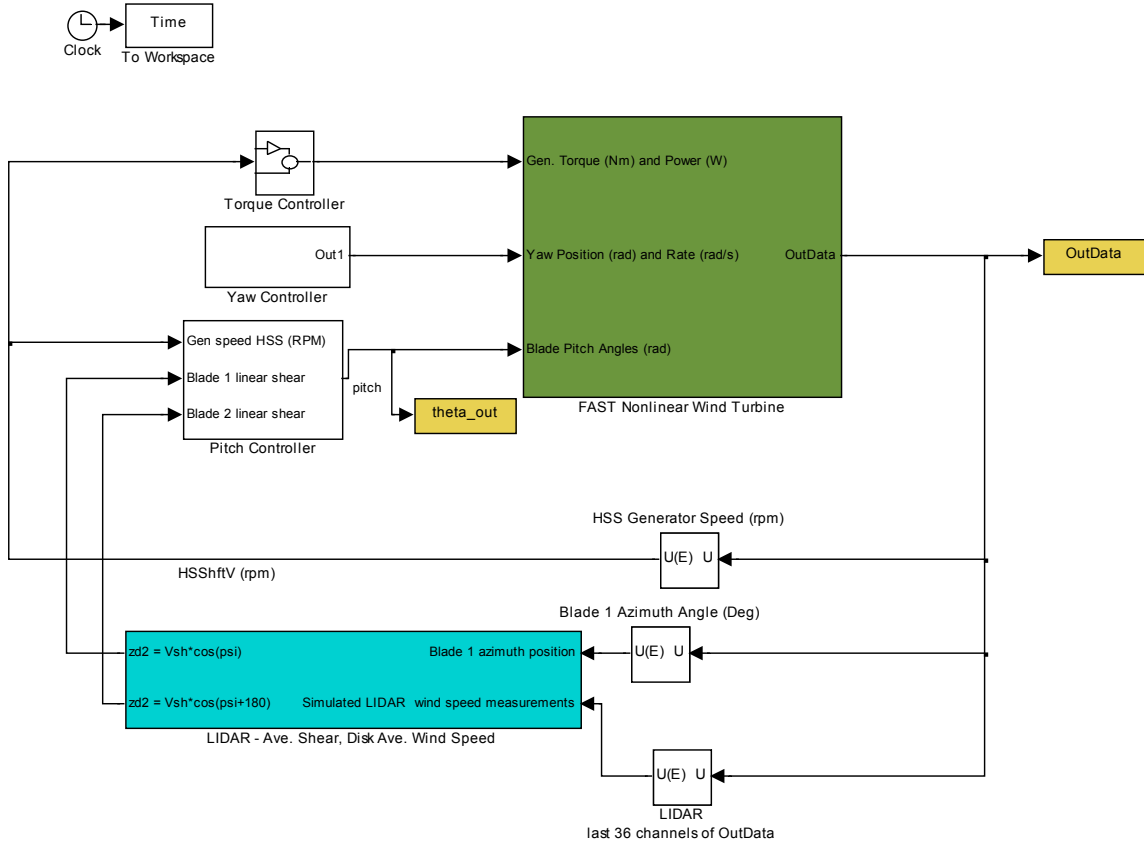 Time
Clock
To Workspace
Gen. Torque (Nm) and Power (W)
Torque Controller
Out1
Yaw Position (rad) and Rate (rad/s)
OutData
OutData
Yaw Controller
Gen speed HSS (RPM)
Blade Pitch Angles (rad)
Blade 1 linear shear
pitch
Blade 2 linear shear
theta_out
FAST Nonlinear Wind Turbine
Pitch Controller
HSS Generator Speed (rpm)
U(E) U
HSShftV (rpm)
Blade 1 Azimuth Angle (Deg)
zd2 = Vsh*cos(psi)
Blade 1 azimuth position
U(E) U
zd2 = Vsh*cos(psi+180)
Simulated LIDAR wind speed measurements
LIDAR - Ave. Shear, Disk Ave. Wind Speed
U(E) U
LIDAR
last 36 channels of OutData